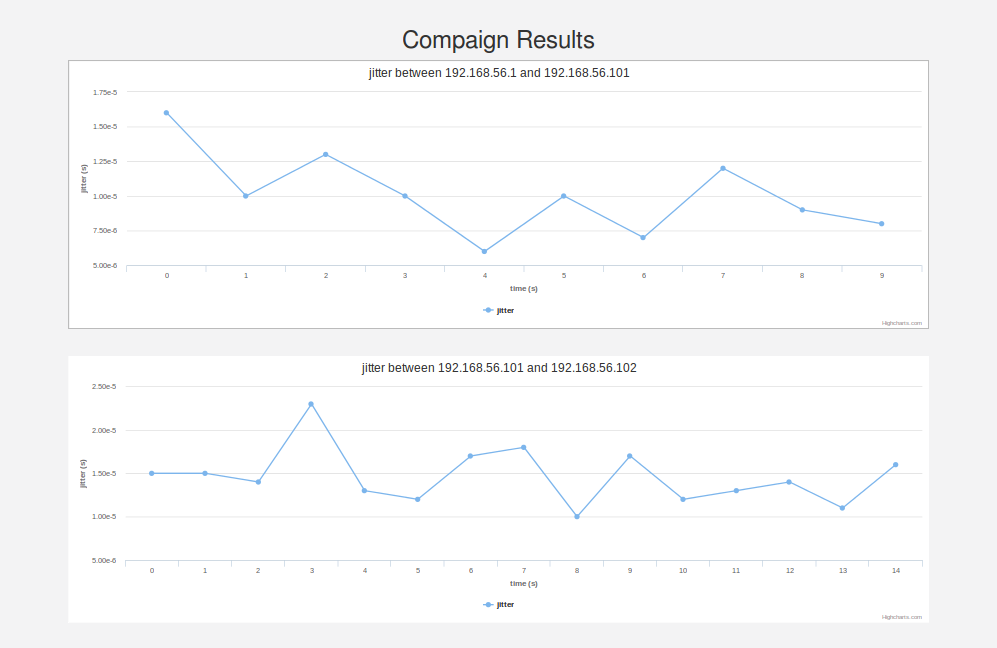 Compaign Results
jitter between 192.168.56.1 and 192.168.56.101
1.75e-5
1.50e-5
1.25e-5
1.00e-5
7.50e-6
5.00e-6
jitter (s)
0 1 2 3 4 5 6 7 8 9
time (s)
jitter
Highcharts.com
jitter between 192.168.56.101 and 192.168.56.102
2.50e-5
2.00e-5
1.50e-5
1.00e-5
5.00e-6
jitter (s)
0 1 2 3 4 5 6 7 8 9 10 11 12 13 14
time (s)
jitter
Highcharts.com